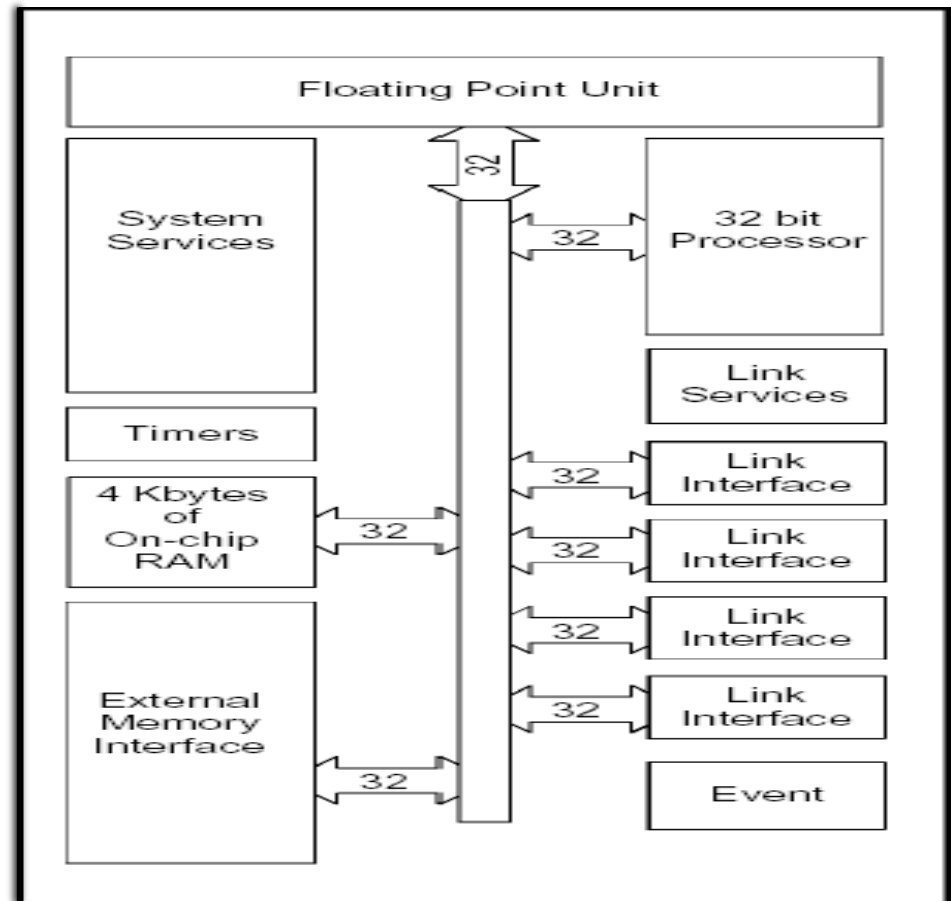 Floating Point Unit
32
System
Services
32
32 bit
Processor
Link
Services
Timers
32
Link
Interface
4 Kbytes
of
On-chip
RAM
32
32
Link
Interface
32
Link
Interface
External
Memory
Interface
32
32
Link
Interface
Event